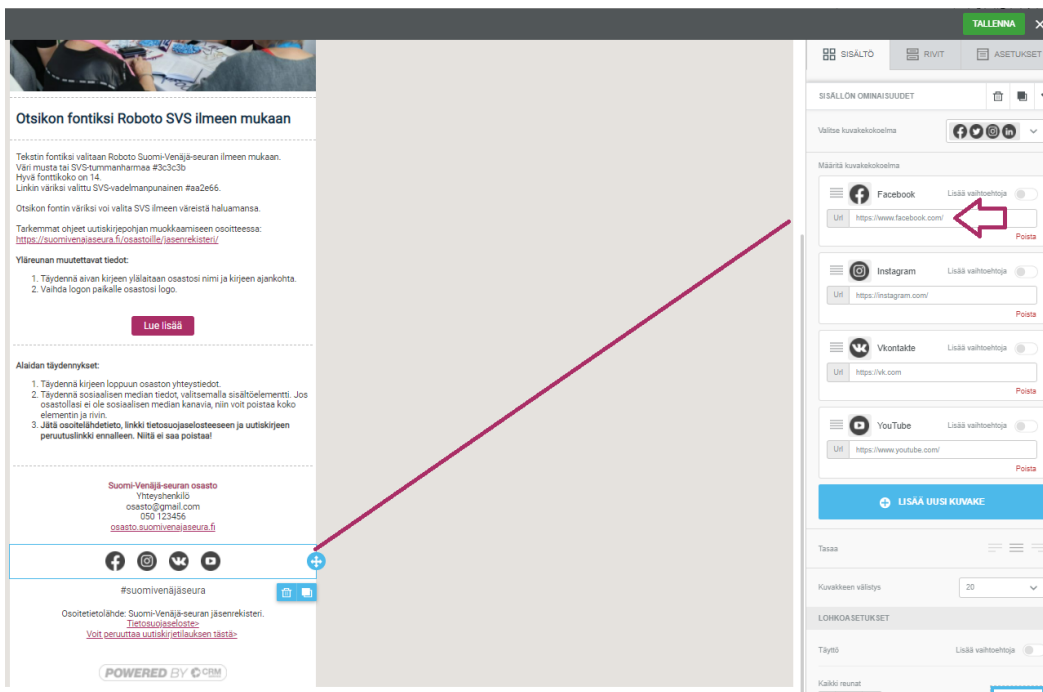 TALLENNA
SISÄLTÖ
RIVIT
ASETUKSET
Otsikon fontiksi Roboto SVS ilmeen mukaan
Tekstin fontiksi valitaan Roboto Suomi-Venäjä-seuran ilmeen mukaan.
Väri musta tai SVS-tummanharmaa #3c3c3b
Hyvä fonttikoko on 14.
Linkin väriksi valittu SVS-vadelmanpunainen #aa2e66.
Otsikon fontin väriksi voi valita SVS ilmeen väreistä haluamansa.
Tarkemmat ohjeet uutiskirjepohjan muokkaamiseen osoitteessa:
https://suomivenajaseura.fi/osastoille/jasenrekisteri/
Yläreunan muutettavat tiedot:
1. Täydennä aivan kirjeen ylälaitaan osastosi nimi ja kirjeen ajankohta.
2. Vaihda logon paikalle osastosi logo.
Lue lisää
Alaidan täydennykset:
1. Täydennä kirjeen loppuun osaston yhteystiedot.
2. Täydennä sosiaalisen median tiedot, valitsemalla sisältöelementti. Jos
osastollasi ei ole sosiaalisen median kanavia, niin voit poistaa koko
elementin ja rivin.
3. Jätä osoitelähdetieto, linkki tietosuojaselosteeseen ja uutiskirjeen
peruutuslinkki ennalleen. Niitä ei saa poistaa!
Suomi-Venäjä-seuran osasto
Yhteyshenkilö
osasto@gmail.com
050 123456
osasto.suomivenajaseura.fi
#suomivenäjäseura
Osoitetietolähde: Suomi-Venäjä-seuran jäsenrekisteri.
Tietosuojaseloste>
Voit peruuttaa uutiskirjetilauksen tästä>
POWERED BY CRM
SISÄLLÖN OMINAISUUDET
Valitse kuvakekokoelma
Määritä kuvakekokoelma
Facebook Lisää vaihtoehtoja
Url https://www.facebook.com/
Poista
Instagram Lisää vaihtoehtoja
Url https://instagram.com/
Poista
Vkontakte Lisää vaihtoehtoja
Url https://vk.com
Poista
YouTube Lisää vaihtoehtoja
Url https://www.youtube.com/
Poista
LISÄÄ UUSI KUVAKE
Tasaa
Kuvakkeen välistys 20
LOHKOASETUKSET
Täyttö Lisää vaihtoehtoja
Kaikki reunat